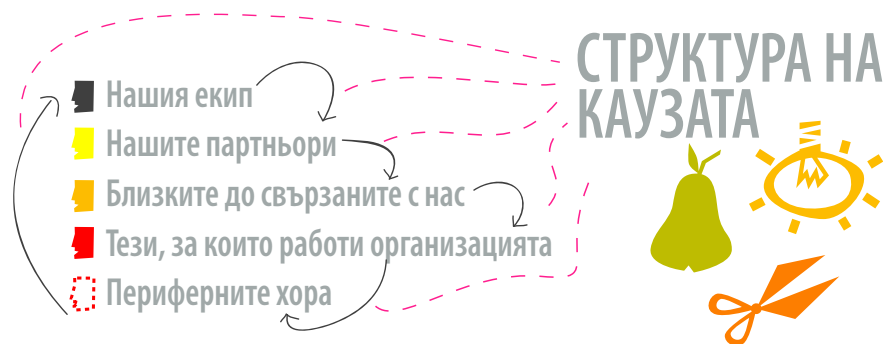 СТРУКТУРА НА
КАУЗАТА
Нашия екип
Нашите партньори
Близките до свързаните с нас
Тези, за които работи организацията
Периферните хора